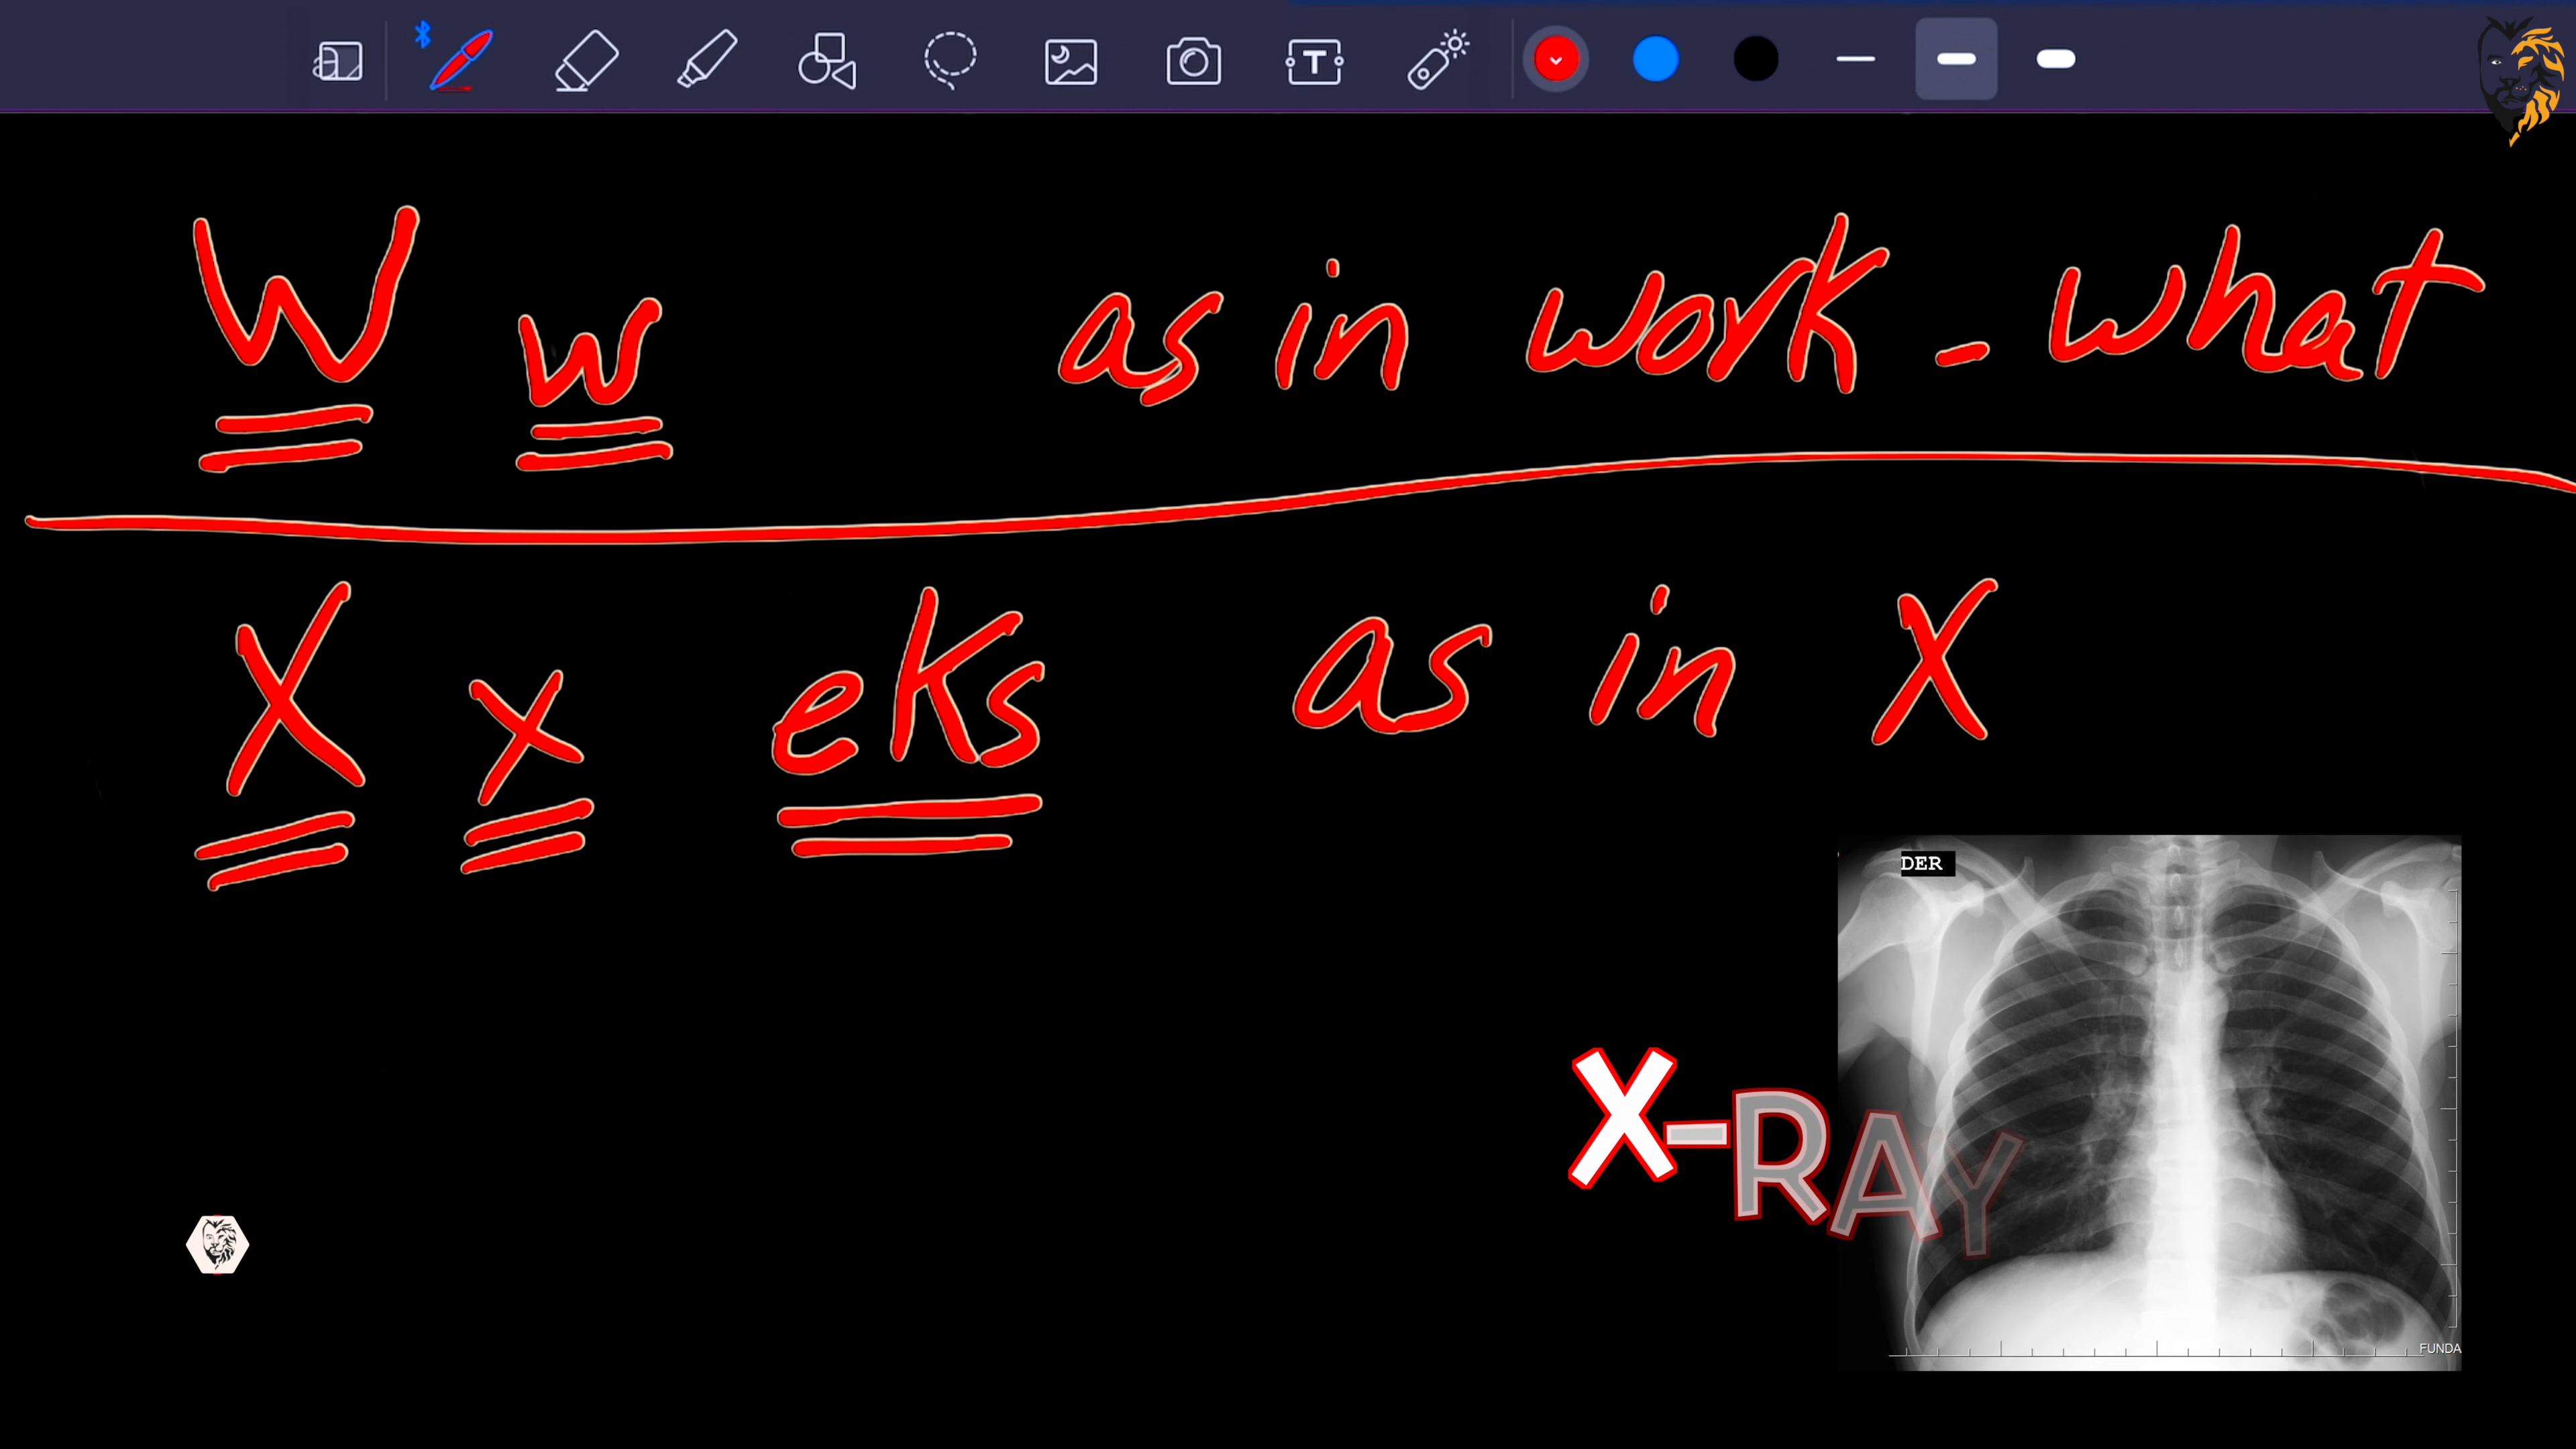 W w as in work - what
X x eks as in X
DER
X-RAY
FUNDA